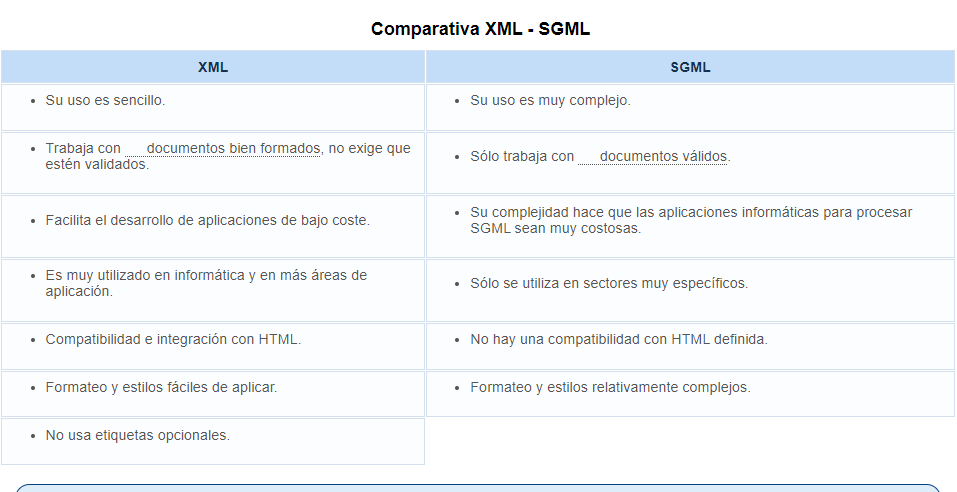 Comparativa XML - SGML
XML
SGML
• Su uso es sencillo.
• Su uso es muy complejo.
• Trabaja con documentos bien formados, no exige que
estén validados.
• Sólo trabaja con documentos válidos.
• Facilita el desarrollo de aplicaciones de bajo coste.
• Su complejidad hace que las aplicaciones informáticas para procesar
SGML sean muy costosas.
• Es muy utilizado en informática y en más áreas de
aplicación.
• Sólo se utiliza en sectores muy específicos.
• Compatibilidad e integración con HTML.
• No hay una compatibilidad con HTML definida.
• Formateo y estilos fáciles de aplicar.
• Formateo y estilos relativamente complejos.
• No usa etiquetas opcionales.